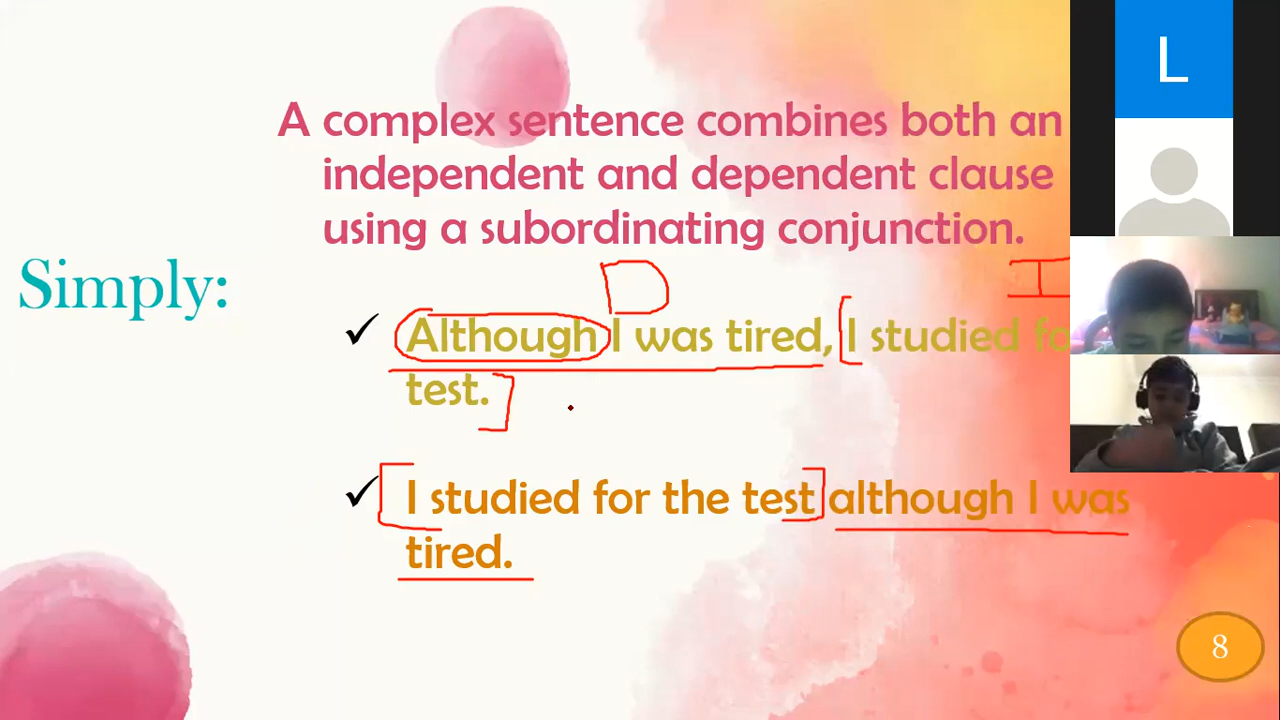 L
A complex sentence combines both an
independent and dependent clause
using a subordinating conjunction.
Simply:
D
I
✓ Although I was tired, I studied
test.
✓ I studied for the test although I was
tired.
8